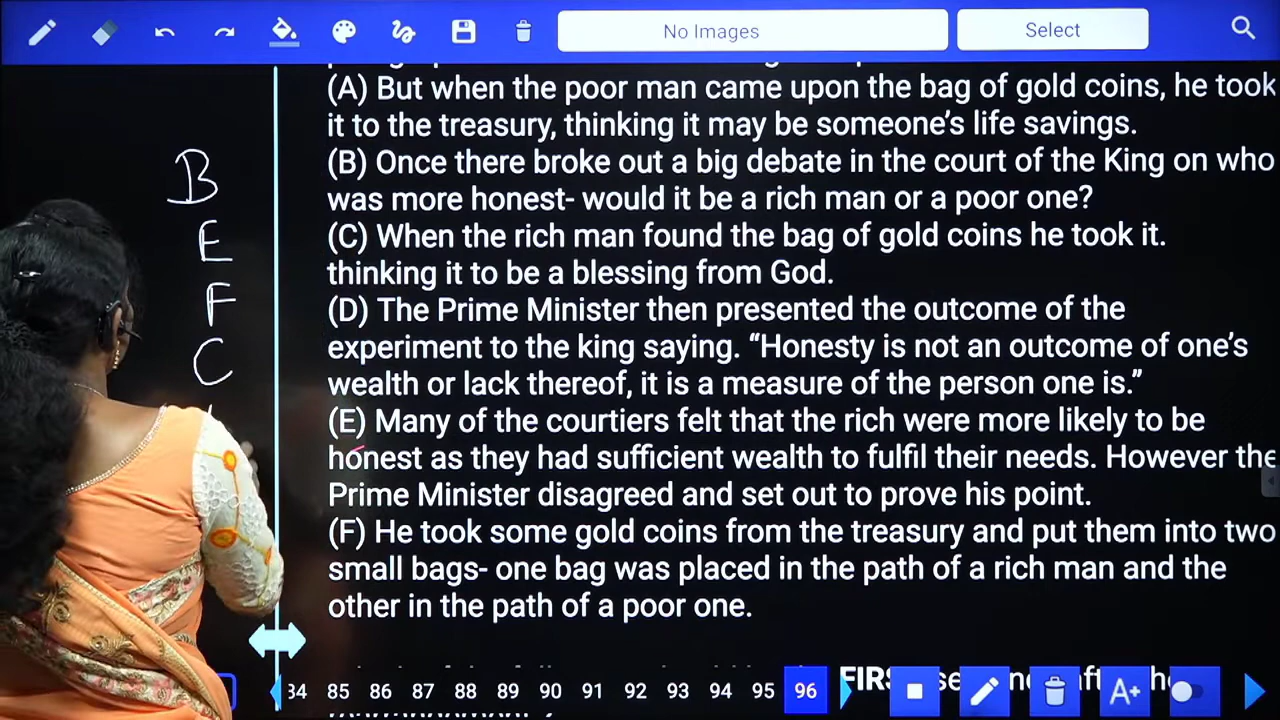 No Images
Select
(A) But when the poor man came upon the bag of gold coins, he took
it to the treasury, thinking it may be someone’s life savings.
(B) Once there broke out a big debate in the court of the King on who
was more honest- would it be a rich man or a poor one?
(C) When the rich man found the bag of gold coins he took it.
thinking it to be a blessing from God.
(D) The Prime Minister then presented the outcome of the
experiment to the king saying. “Honesty is not an outcome of one’s
wealth or lack thereof, it is a measure of the person one is.”
(E) Many of the courtiers felt that the rich were more likely to be
honest as they had sufficient wealth to fulfil their needs. However the
Prime Minister disagreed and set out to prove his point.
(F) He took some gold coins from the treasury and put them into two
small bags- one bag was placed in the path of a rich man and the
other in the path of a poor one.
B
E
F
C
84 85 86 87 88 89 90 91 92 93 94 95 96
A+